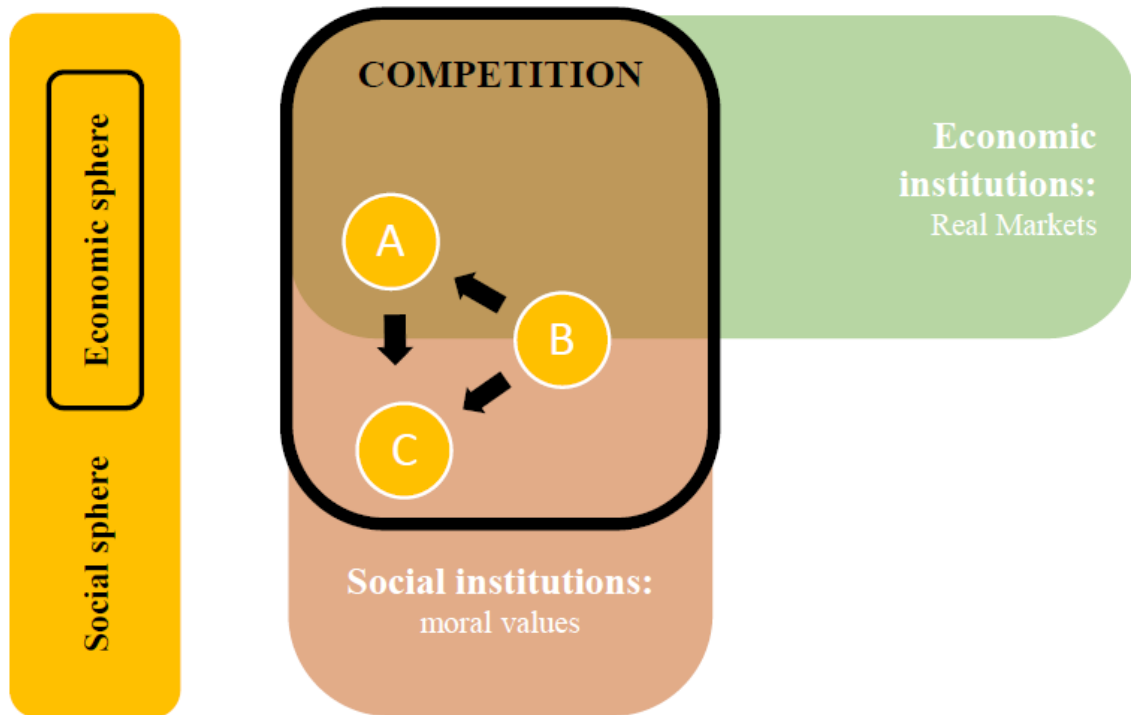 Economic sphere
Social sphere
COMPETITION
A
B
C
Economic
institutions:
Real Markets
Social institutions:
moral values